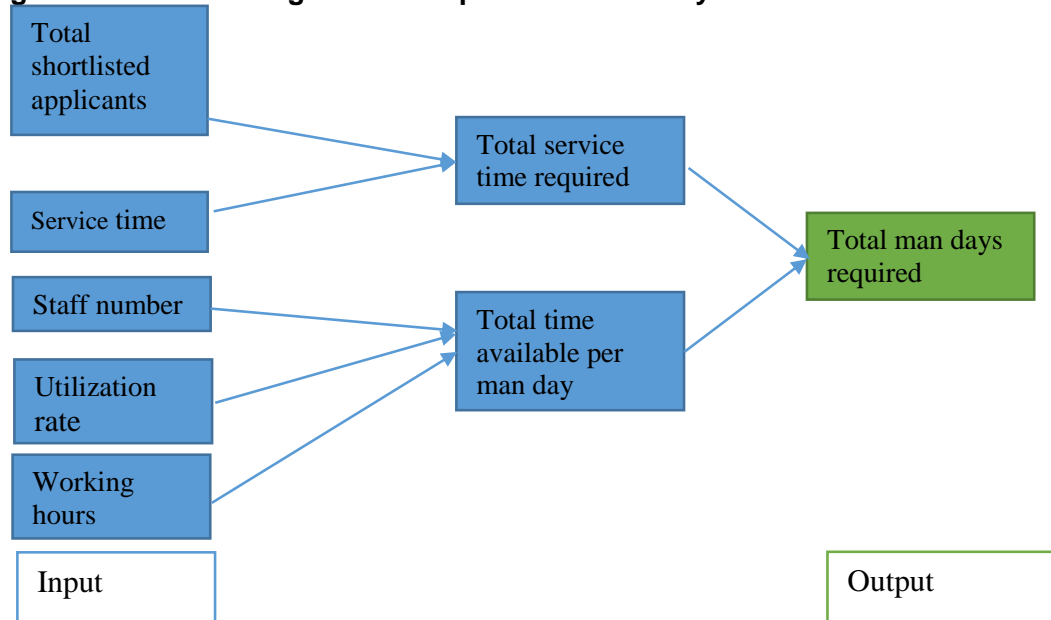 Total
shortlisted
applicants
Total service
time required
Service time
Total man days
required
Staff number
Total time
available per
man day
Utilization
rate
Working
hours
Input
Output